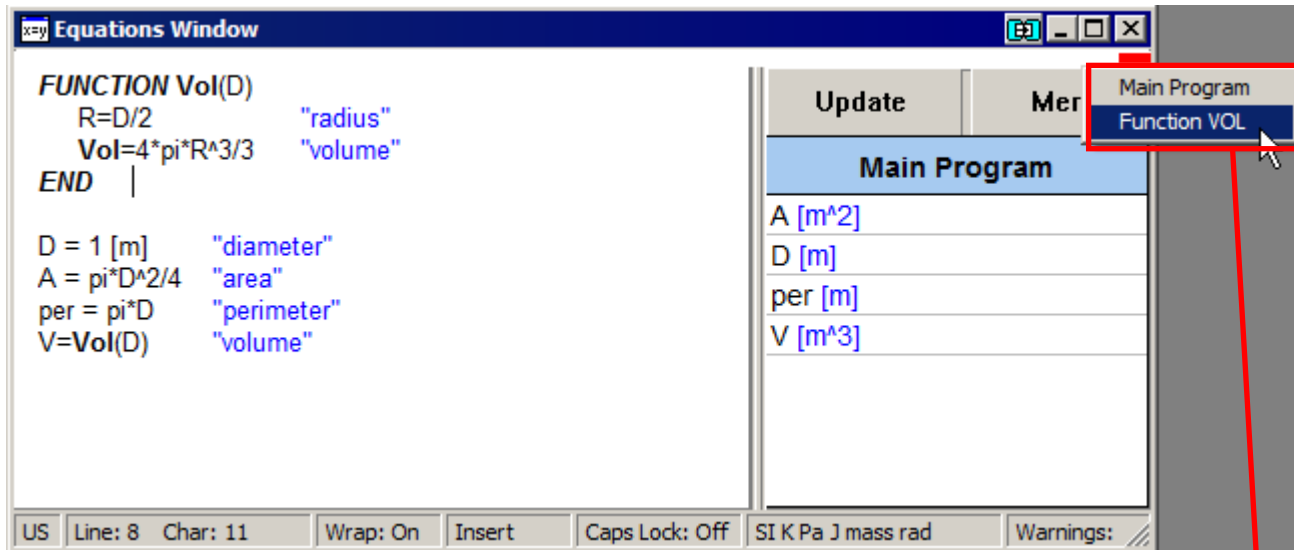 x=y Equations Window
FUNCTION Vol(D)
R=D/2 "radius"
Vol=4*pi*R^3/3 "volume"
END
D = 1 [m] "diameter"
A = pi*D^2/4 "area"
per = pi*D "perimeter"
V=Vol(D) "volume"
Update Mer
Main Program
Function VOL
Main Program
A [m^2]
D [m]
per [m]
V [m^3]
US Line: 8 Char: 11 Wrap: On Insert Caps Lock: Off SI K Pa J mass rad Warnings: